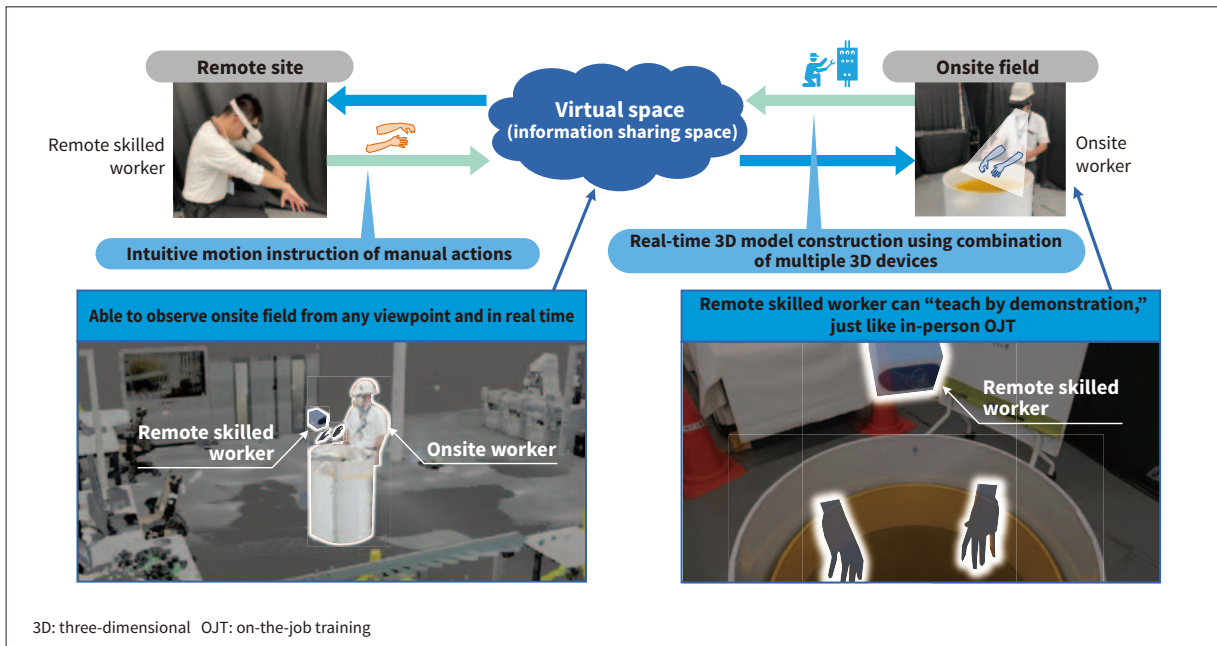 Remote site
Onsite field
Virtual space
(information sharing space)
Remote skilled
worker
Onsite
worker
Intuitive motion instruction of manual actions
Real-time 3D model construction using combination
of multiple 3D devices
Able to observe onsite field from any viewpoint and in real time
Remote skilled worker can “teach by demonstration,”
just like in-person OJT
Remote skilled
worker
Onsite worker
Remote skilled
worker
3D: three-dimensional OJT: on-the-job training